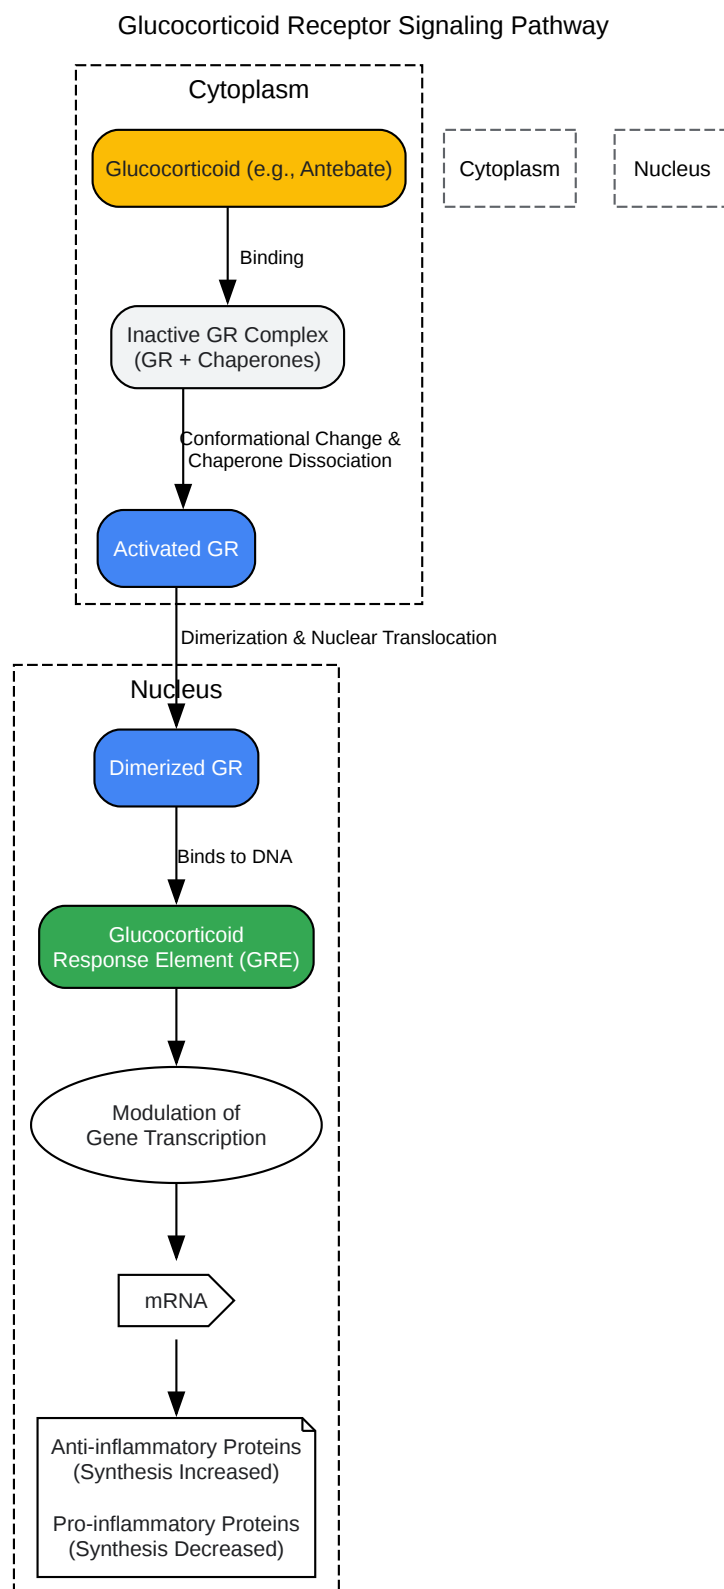 Glucocorticoid Receptor Signaling Pathway
Cytoplasm
Glucocorticoid (e.g., Antebate)
Cytoplasm
Nucleus
Binding
Inactive GR Complex
(GR + Chaperones)
Conformational Change &
Chaperone Dissociation
Activated GR
Dimerization & Nuclear Translocation
Nucleus
Dimerized GR
Binds to DNA
Glucocorticoid
Response Element (GRE)
Modulation of
Gene Transcription
mRNA
Anti-inflammatory Proteins
(Synthesis Increased)
Pro-inflammatory Proteins
(Synthesis Decreased)